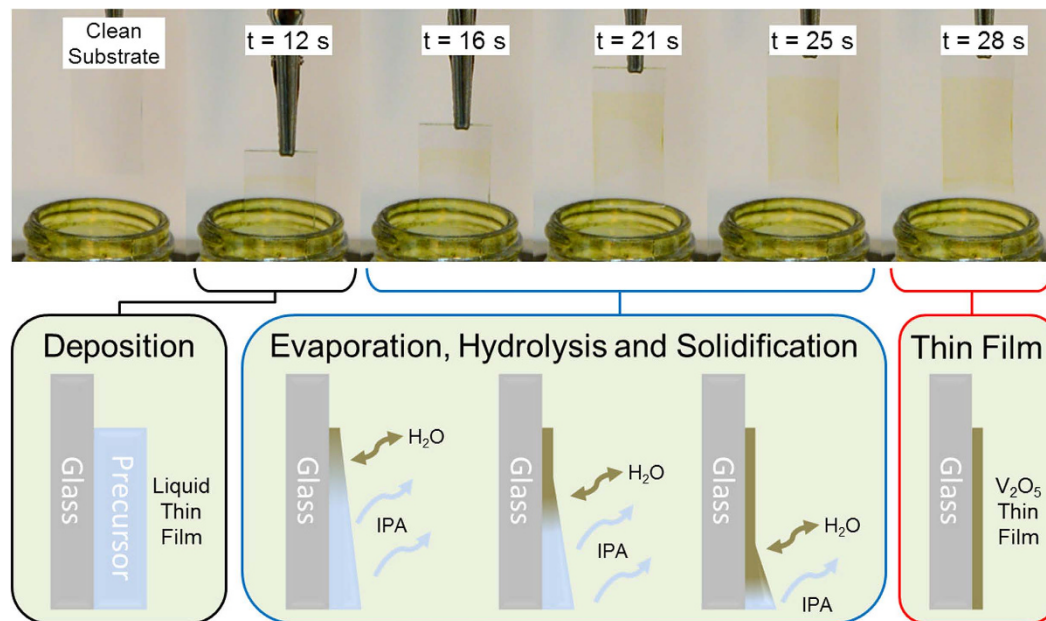 Clean
Substrate
t = 12 s
t = 16 s
t = 21 s
t = 25 s
t = 28 s
Deposition
Glass
Precursor
Liquid
Thin
Film
Evaporation, Hydrolysis and Solidification
Glass
H₂O
IPA
Glass
H₂O
IPA
Glass
H₂O
IPA
Thin Film
Glass
V₂O₅
Thin
Film